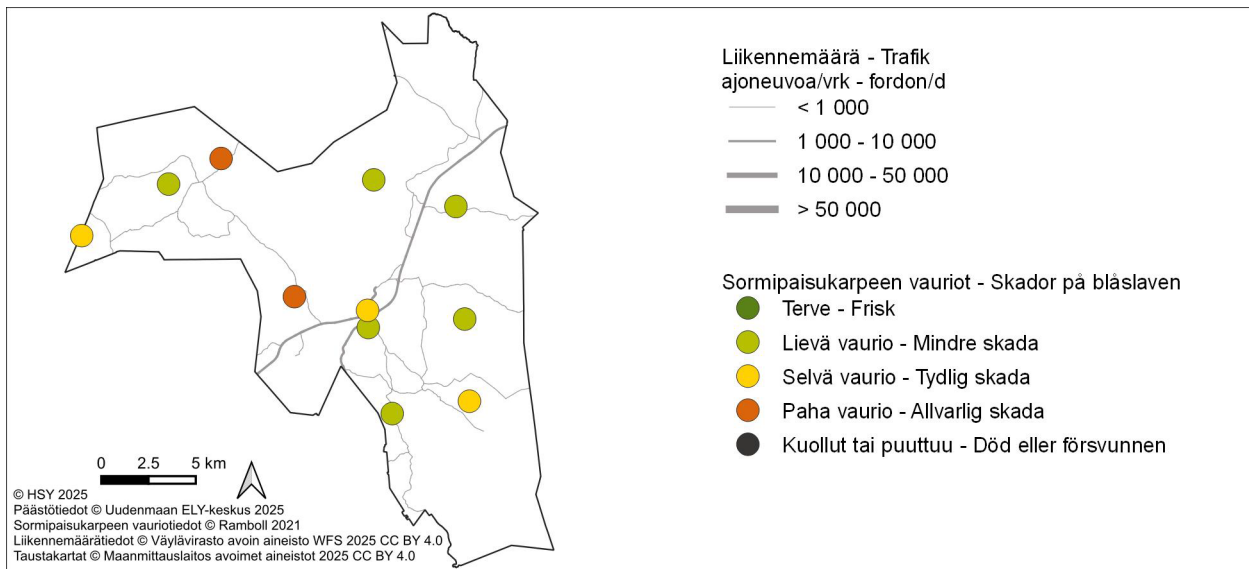 Liikennemäärä - Trafik
ajoneuvoa/vrk - fordon/d
< 1 000
1 000 - 10 000
10 000 - 50 000
> 50 000
Sormipaisukarpeen vauriot - Skador på blåslaven
Terve - Frisk
Lievä vaurio - Mindre skada
Selvä vaurio - Tydlig skada
Paha vaurio - Allvarlig skada
Kuollut tai puuttuu - Död eller försvunnen
0 2.5 5 km
© HSY 2025
Päästötiedot © Uudenmaan ELY-keskus 2025
Sormipaisukarpeen vauriotiedot © Ramboll 2021
Liikennemäärätiedot © Väylävirasto avoin aineisto WFS 2025 CC BY 4.0
Taustakartat © Maanmittauslaitos avoimet aineistot 2025 CC BY 4.0